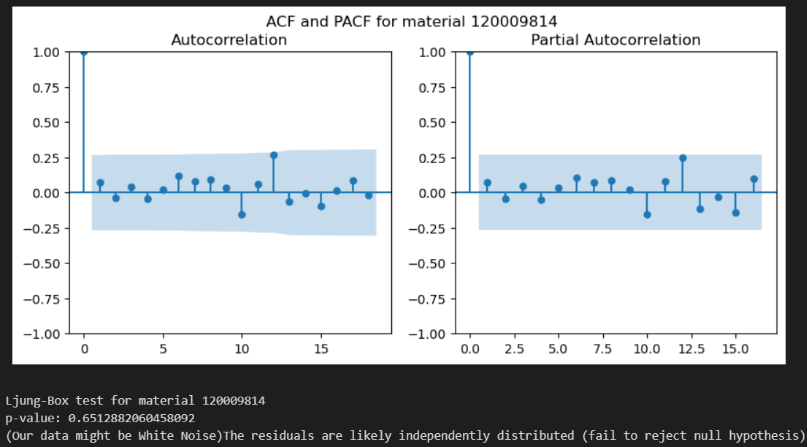 ACF and PACF for material 120009814
Autocorrelation
Partial Autocorrelation
1.00
0.75
0.50
0.25
0.00
−0.25
−0.50
−0.75
−1.00
0 5 10 15
1.00
0.75
0.50
0.25
0.00
−0.25
−0.50
−0.75
−1.00
0.0 2.5 5.0 7.5 10.0 12.5 15.0
Ljung-Box test for material 120009814
p-value: 0.6512882060458092
(Our data might be White Noise)The residuals are likely independently distributed (fail to reject null hypothesis)